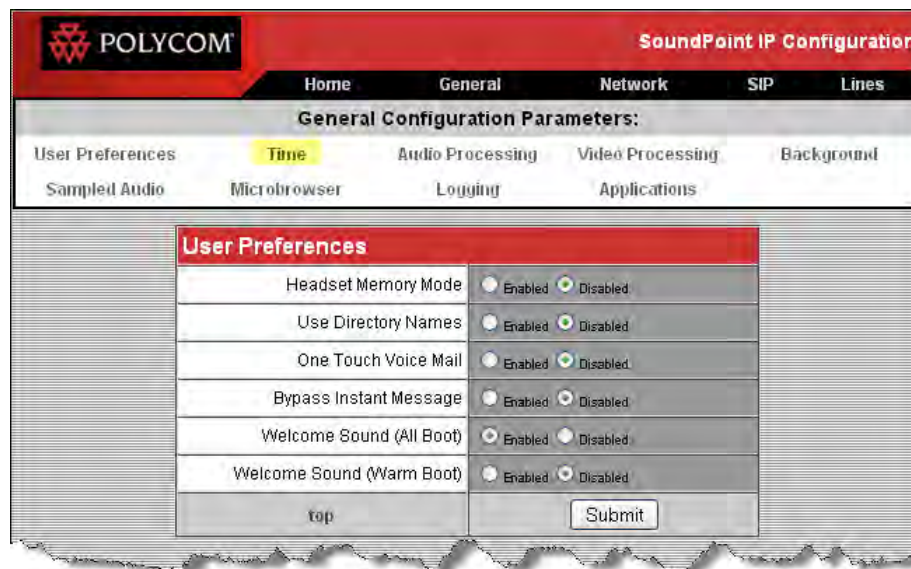 POLYCOM
SoundPoint IP Configuration
Home General Network SIP Lines
General Configuration Parameters:
User Preferences Time Audio Processing Video Processing Background
Sampled Audio Microbrowser Logging Applications
User Preferences
Headset Memory Mode Enabled Disabled
Use Directory Names Enabled Disabled
One Touch Voice Mail Enabled Disabled
Bypass Instant Message Enabled Disabled
Welcome Sound (All Boot) Enabled Disabled
Welcome Sound (Warm Boot) Enabled Disabled
top Submit